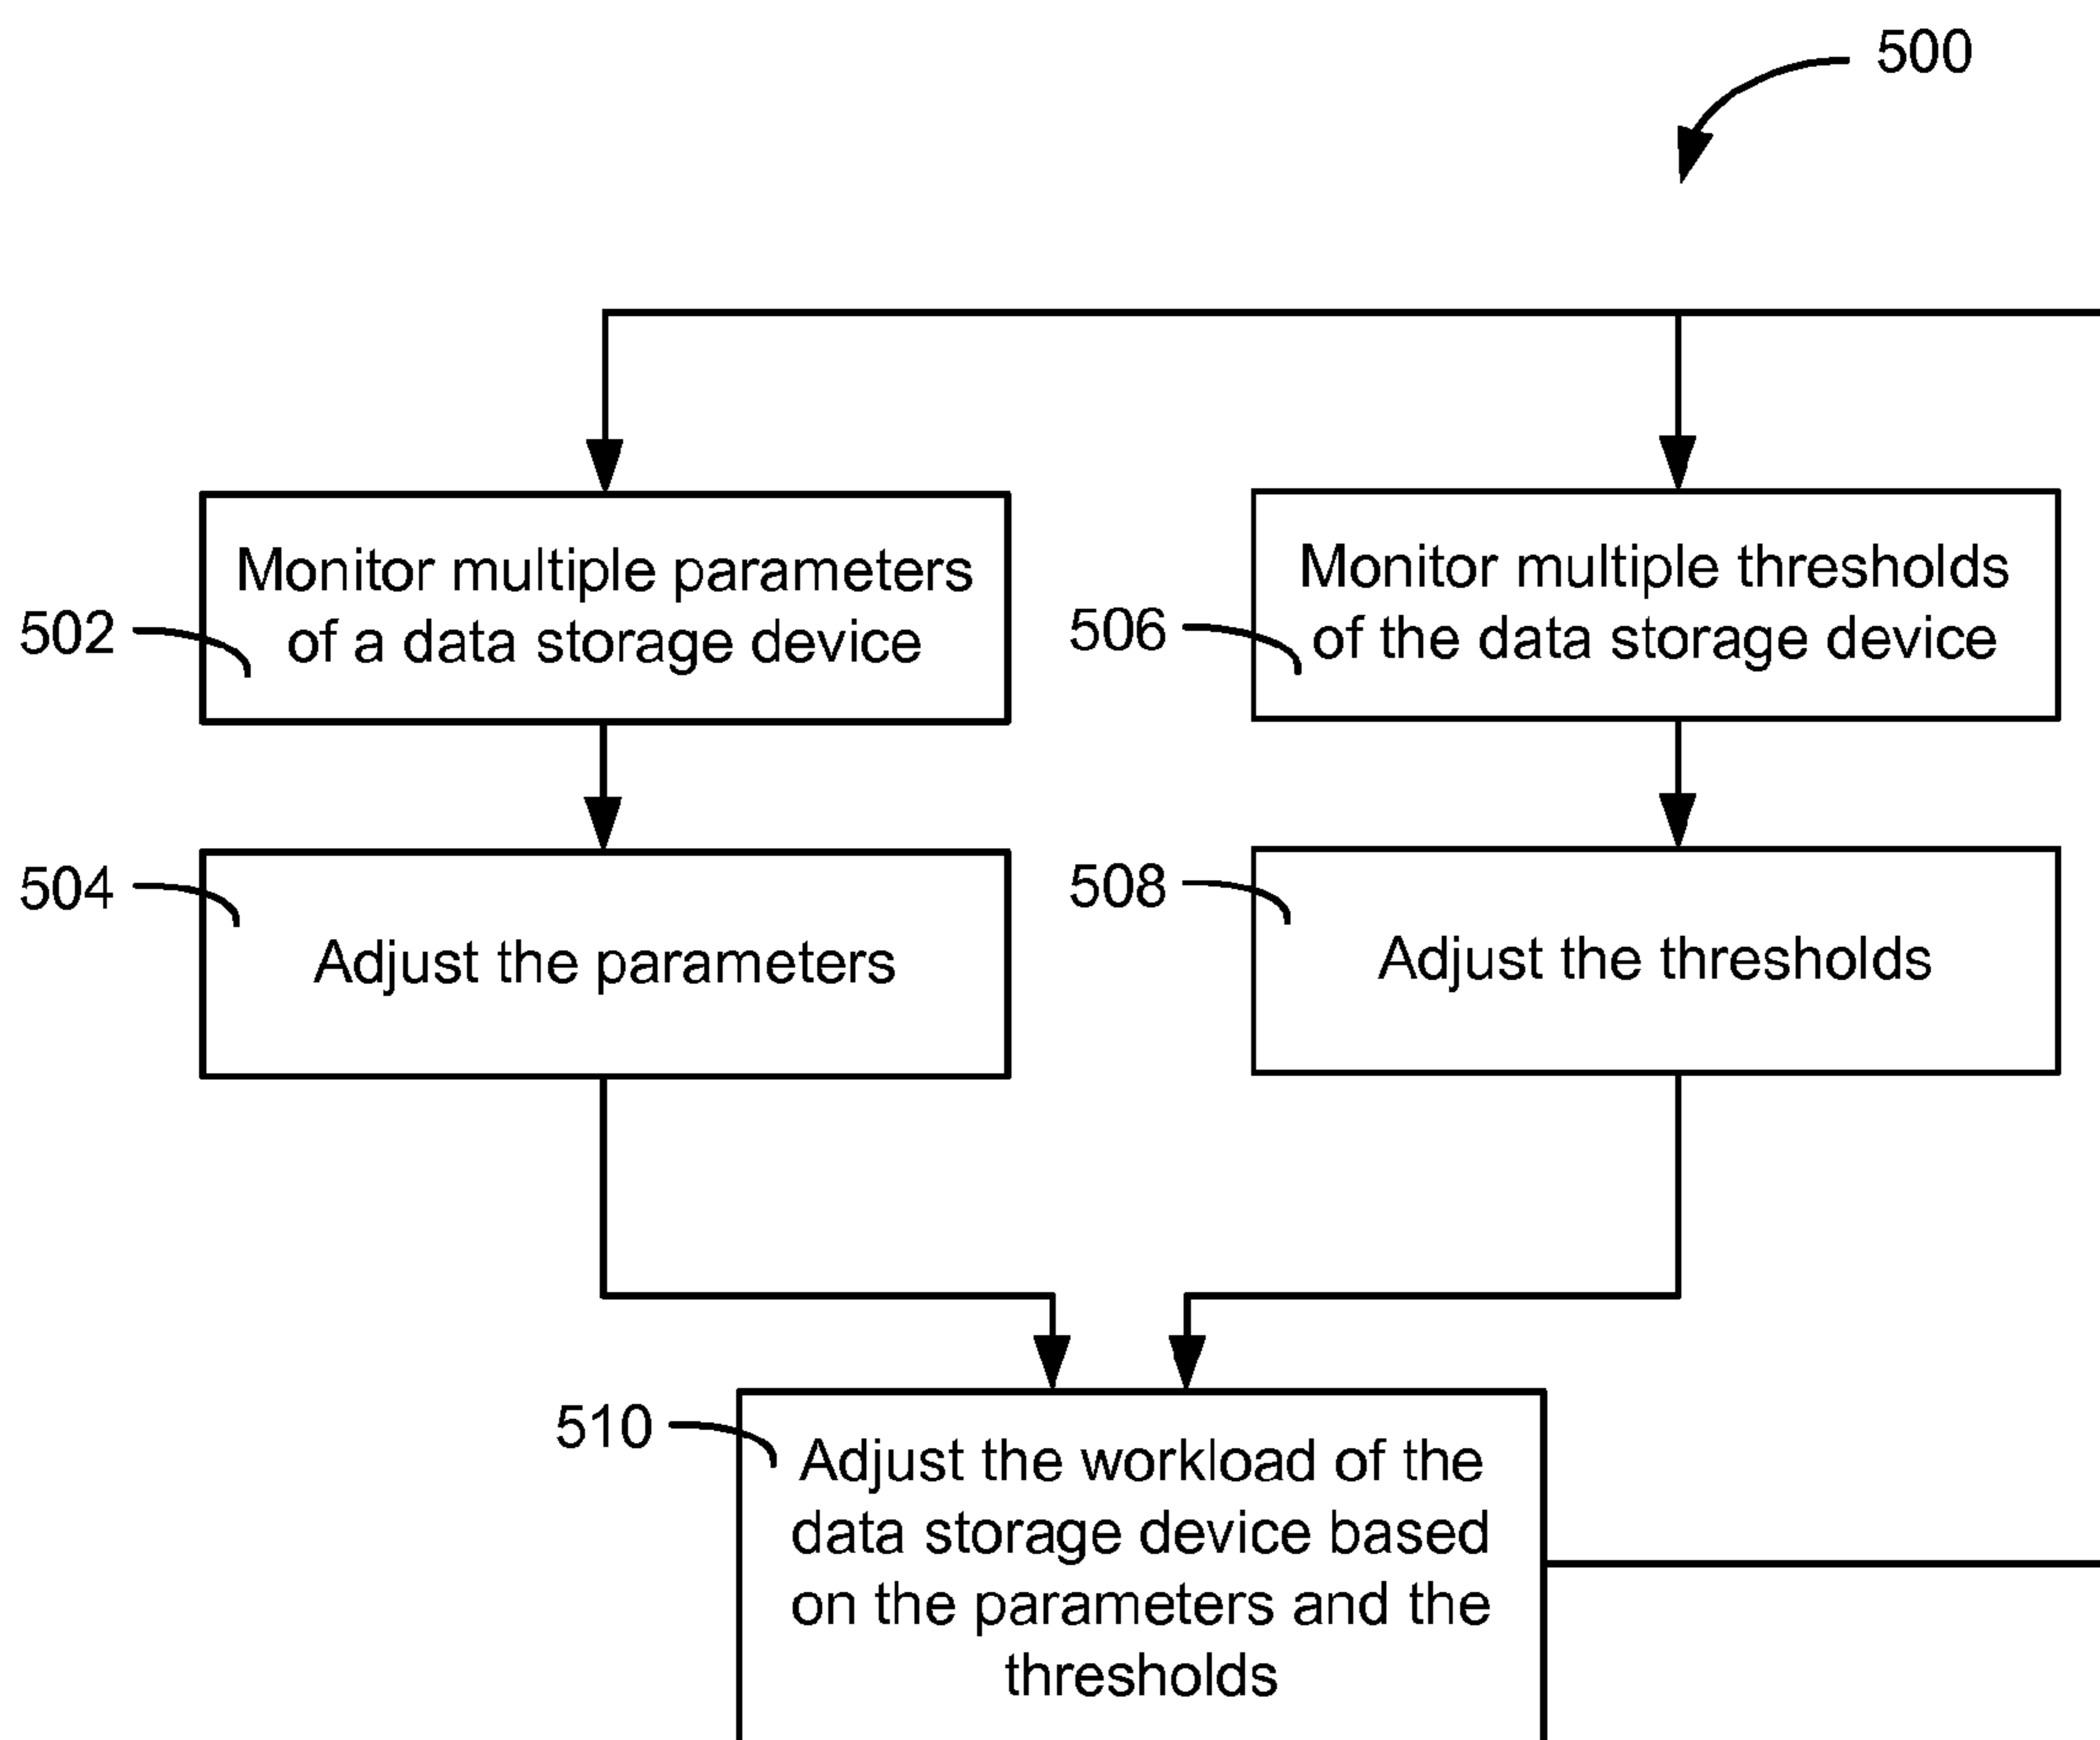 500
Monitor multiple parameters
of a data storage device
502
Monitor multiple thresholds
of the data storage device
506
504
Adjust the parameters
508
Adjust the thresholds
510
Adjust the workload of the
data storage device based
on the parameters and the
thresholds